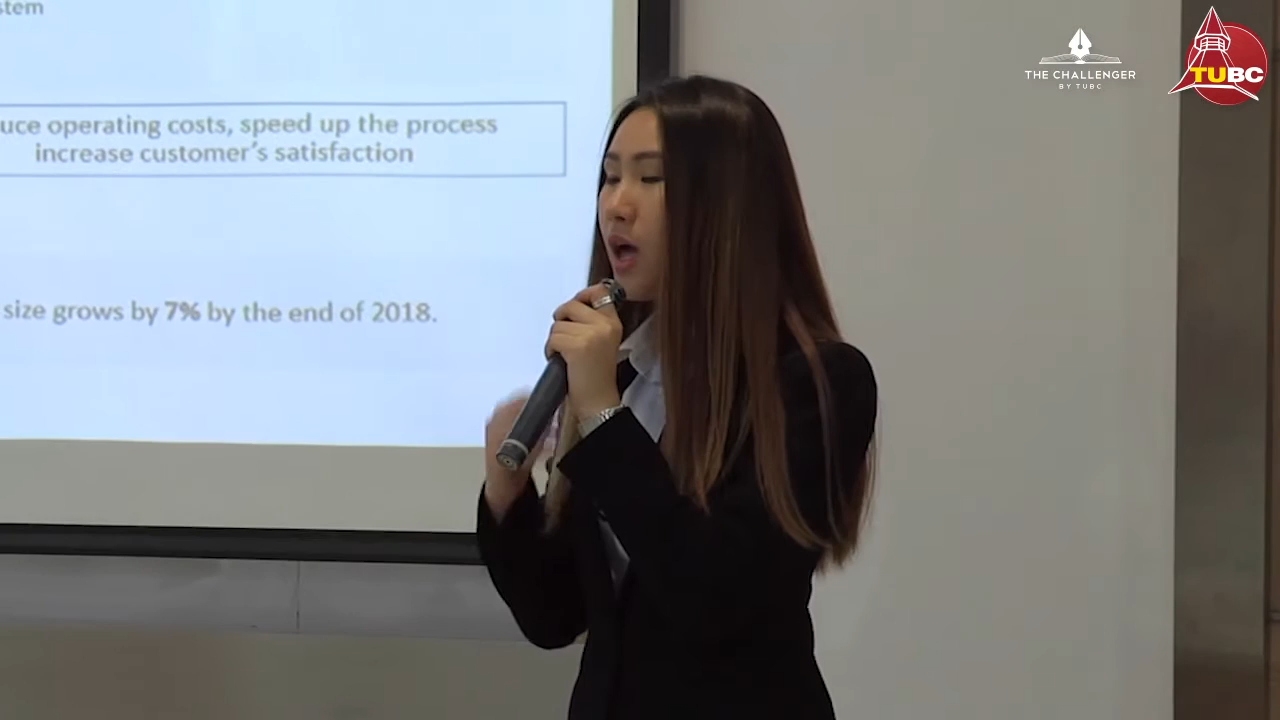 stem
uce operating costs, speed up the process
increase customer's satisfaction
size grows by 7% by the end of 2018.
THE CHALLENGER
BY TUBC
TUBC